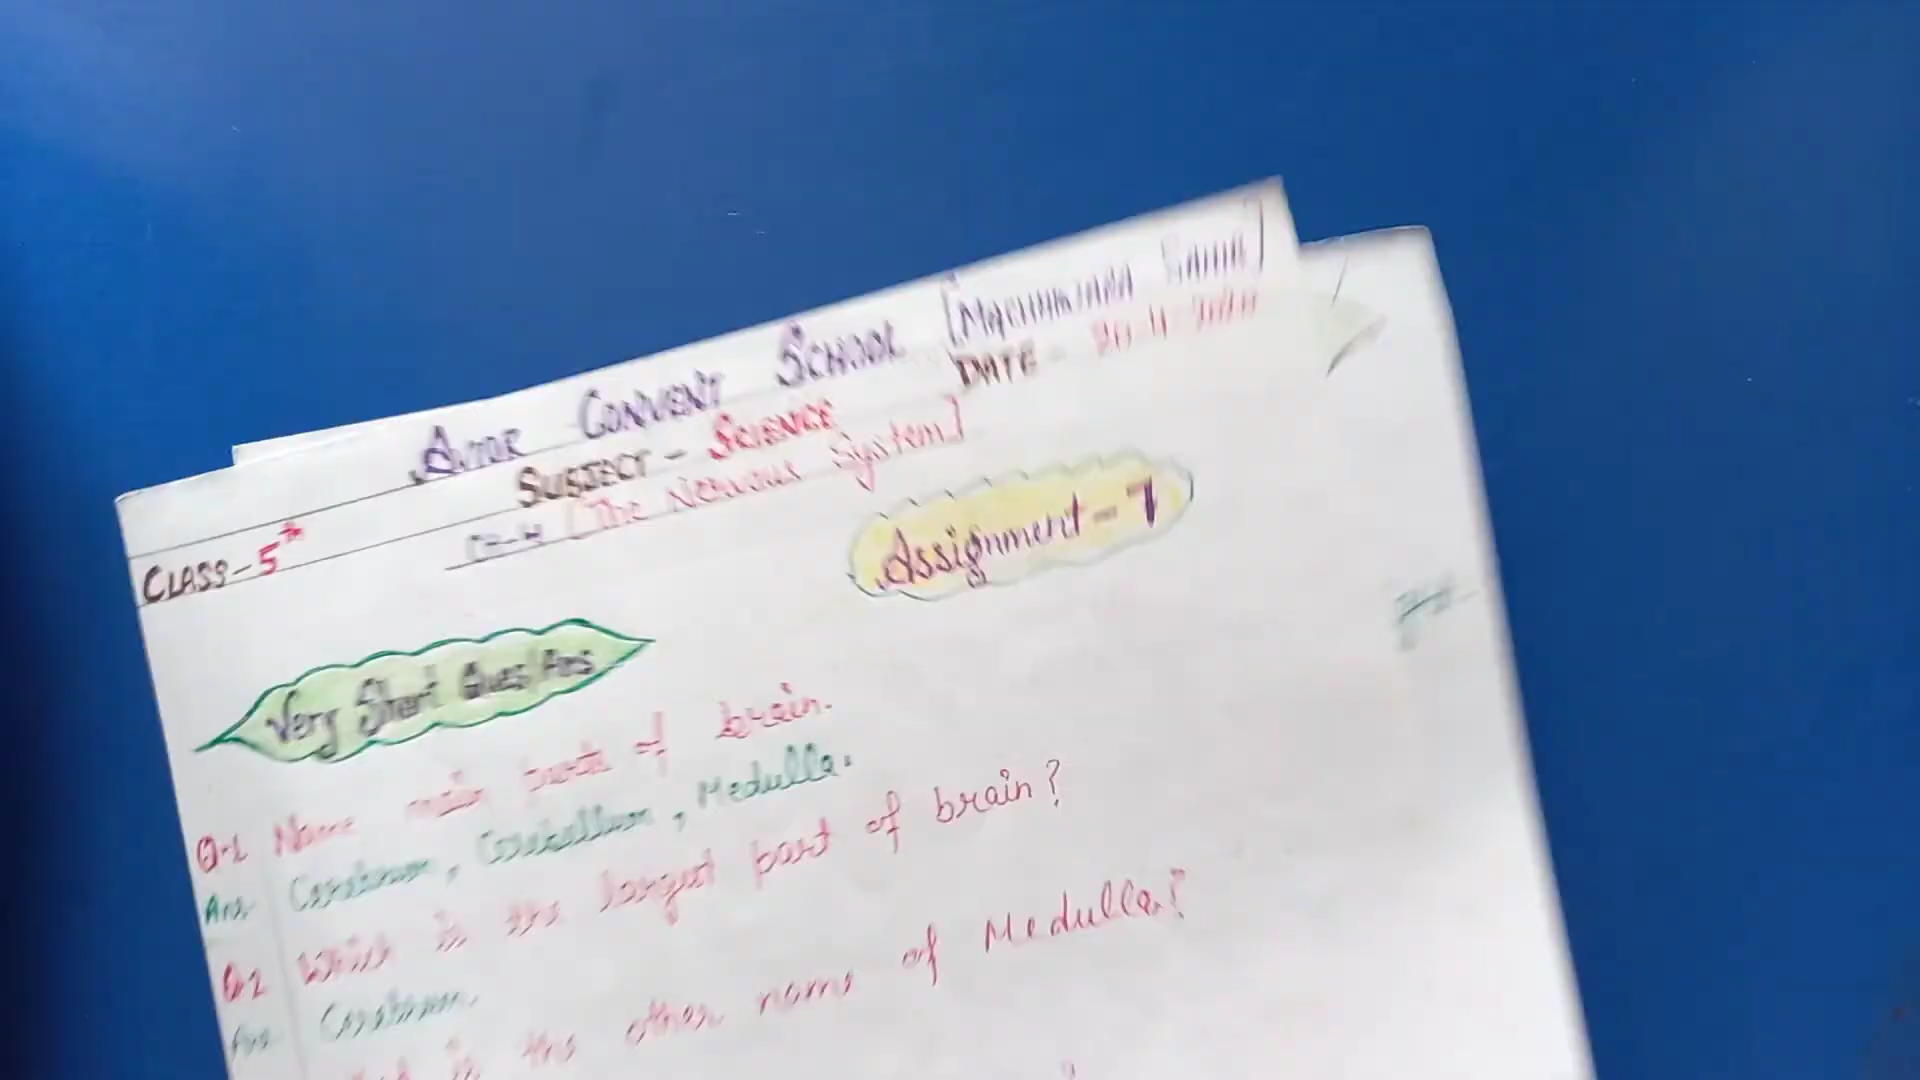 CONVENT SCHOOL
SUBJECT - SCIENCE
DATE -
CLASS - 5th
[The Nervous System]
Assignment - 7
Very Short Ques/Ans
Q-1 Name main parts of brain.
Ans- Cerebrum, Cerebellum, Medulla.
Q-2 Which is the largest part of brain?
Ans- Cerebrum.
is the other name of Medulla?